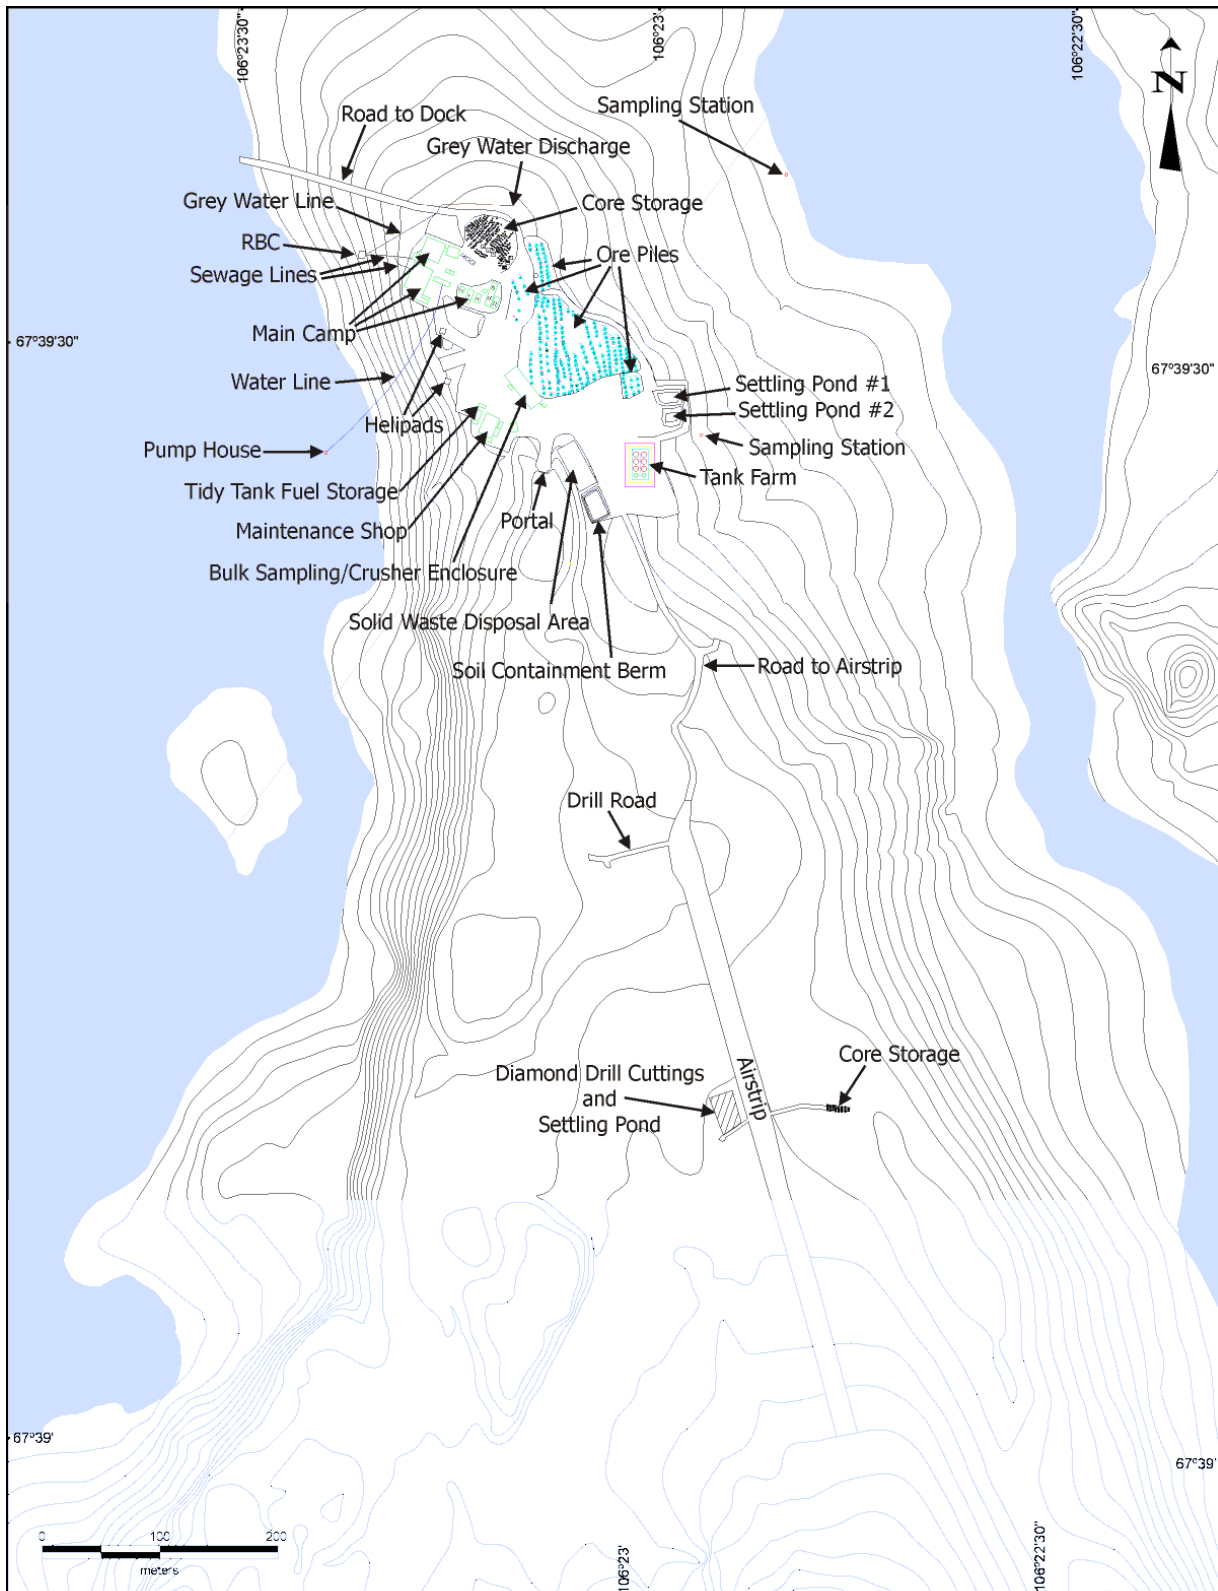 106°23'30"
106°23'
106°22'30"
N
Sampling Station
Road to Dock
Grey Water Discharge
Grey Water Line
Core Storage
RBC
Ore Piles
Sewage Lines
Main Camp
67°39'30"
67°39'30"
Water Line
Settling Pond #1
Settling Pond #2
Helipads
Pump House
Sampling Station
Tank Farm
Tidy Tank Fuel Storage
Portal
Maintenance Shop
Bulk Sampling/Crusher Enclosure
Solid Waste Disposal Area
Soil Containment Berm
Road to Airstrip
Drill Road
Airstrip
Core Storage
Diamond Drill Cuttings
and
Settling Pond
67°39'
67°39'
0 100 200
meters
106°23'
106°22'30"